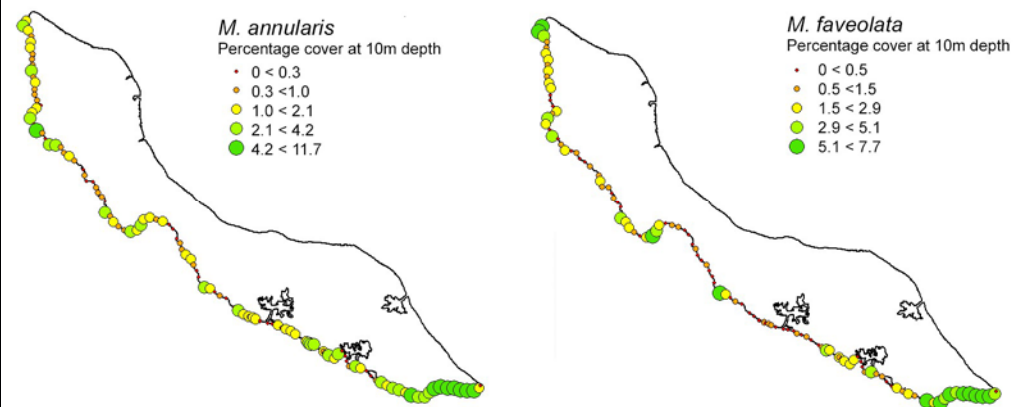 M. annularis
Percentage cover at 10m depth
0 < 0.3
0.3 <1.0
1.0 < 2.1
2.1 < 4.2
4.2 < 11.7
M. faveolata
Percentage cover at 10m depth
0 < 0.5
0.5 <1.5
1.5 < 2.9
2.9 < 5.1
5.1 < 7.7